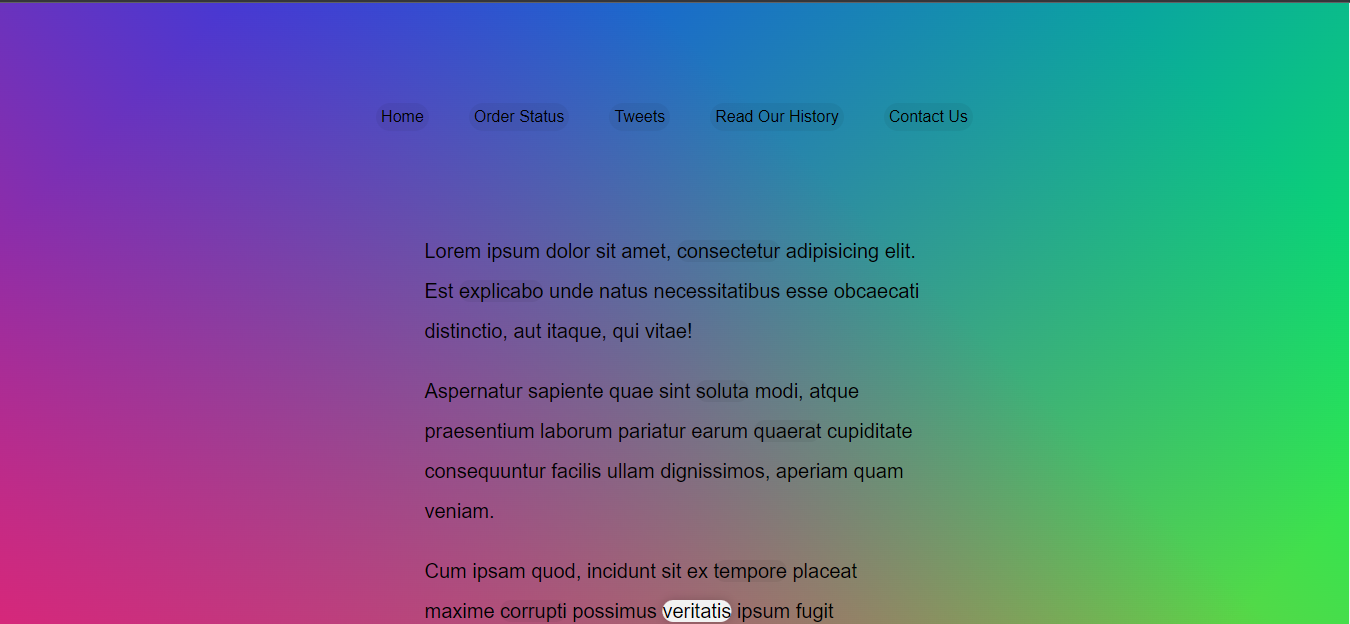 Home Order Status Tweets Read Our History Contact Us
Lorem ipsum dolor sit amet, consectetur adipisicing elit.
Est explicabo unde natus necessitatibus esse obcaecati
distinctio, aut itaque, qui vitae!
Aspernatur sapiente quae sint soluta modi, atque
praesentium laborum pariatur earum quaerat cupiditate
consequuntur facilis ullam dignissimos, aperiam quam
veniam.
Cum ipsam quod, incidunt sit ex tempore placeat
maxime corrupti possimus veritatis ipsum fugit